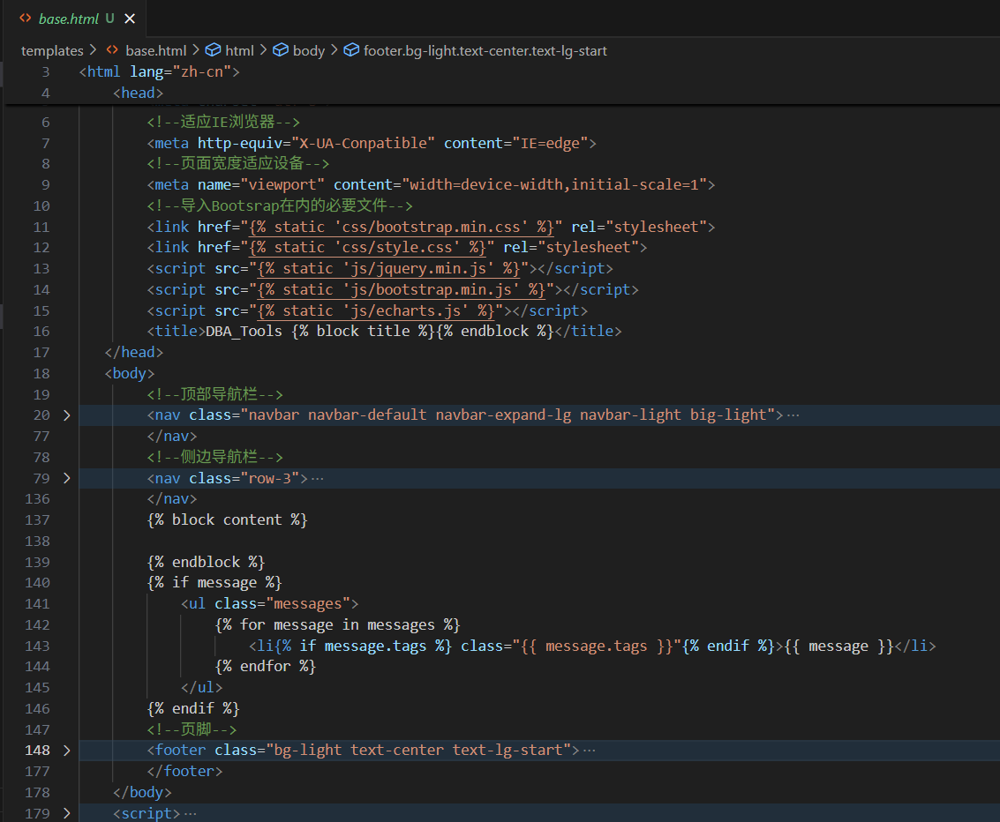 base.html U
templates > base.html > html > body > footer.bg-light.text-center.text-lg-start
3 <html lang="zh-cn">
4 <head>
6 <!--适应IE浏览器-->
7 <meta http-equiv="X-UA-Conpatible" content="IE=edge">
8 <!--页面宽度适应设备-->
9 <meta name="viewport" content="width=device-width,initial-scale=1">
10 <!--导入Bootsrap在内的必要文件-->
11 <link href="{% static 'css/bootstrap.min.css' %}" rel="stylesheet">
12 <link href="{% static 'css/style.css' %}" rel="stylesheet">
13 <script src="{% static 'js/jquery.min.js' %}"></script>
14 <script src="{% static 'js/bootstrap.min.js' %}"></script>
15 <script src="{% static 'js/echarts.js' %}"></script>
16 <title>DBA_Tools {% block title %}{% endblock %}</title>
17 </head>
18 <body>
19 <!--顶部导航栏-->
20 <nav class="navbar navbar-default navbar-expand-lg navbar-light big-light">···
77 </nav>
78 <!--侧边导航栏-->
79 <nav class="row-3">···
136 </nav>
137 {% block content %}
138
139 {% endblock %}
140 {% if message %}
141 <ul class="messages">
142 {% for message in messages %}
143 <li{% if message.tags %} class="{{ message.tags }}"{% endif %}>{{ message }}</li>
144 {% endfor %}
145 </ul>
146 {% endif %}
147 <!--页脚-->
148 <footer class="bg-light text-center text-lg-start">···
177 </footer>
178 </body>
179 <script>···